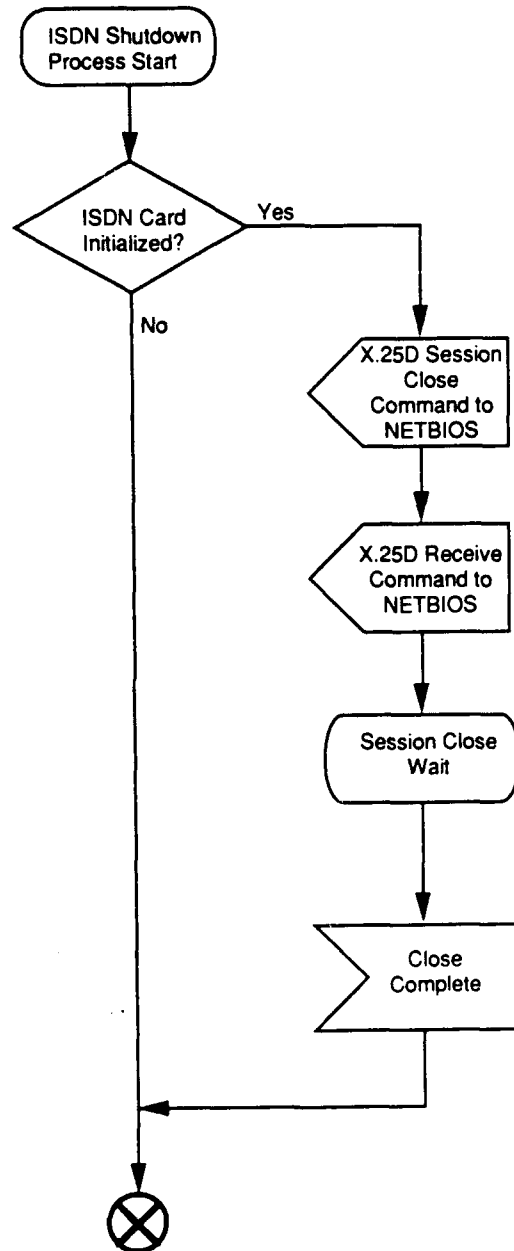 ISDN Shutdown
Process Start
ISDN Card
Initialized?
Yes
No
X.25D Session
Close
Command to
NETBIOS
X.25D Receive
Command to
NETBIOS
Session Close
Wait
Close
Complete